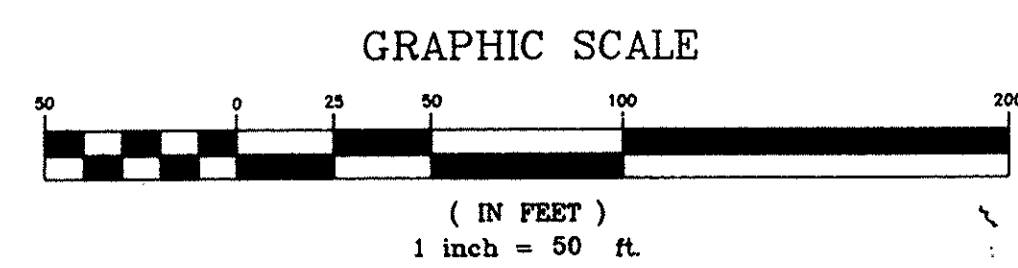 GRAPHIC SCALE
50 0 25 50 100 200
( IN FEET )
1 inch = 50 ft.